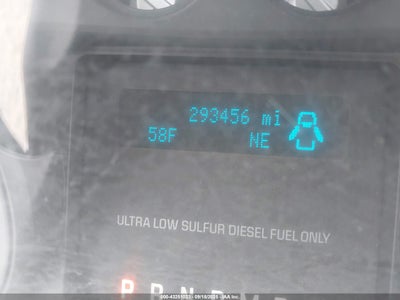 293456 mi
58F NE
ULTRA LOW SULFUR DIESEL FUEL ONLY
P R N D M